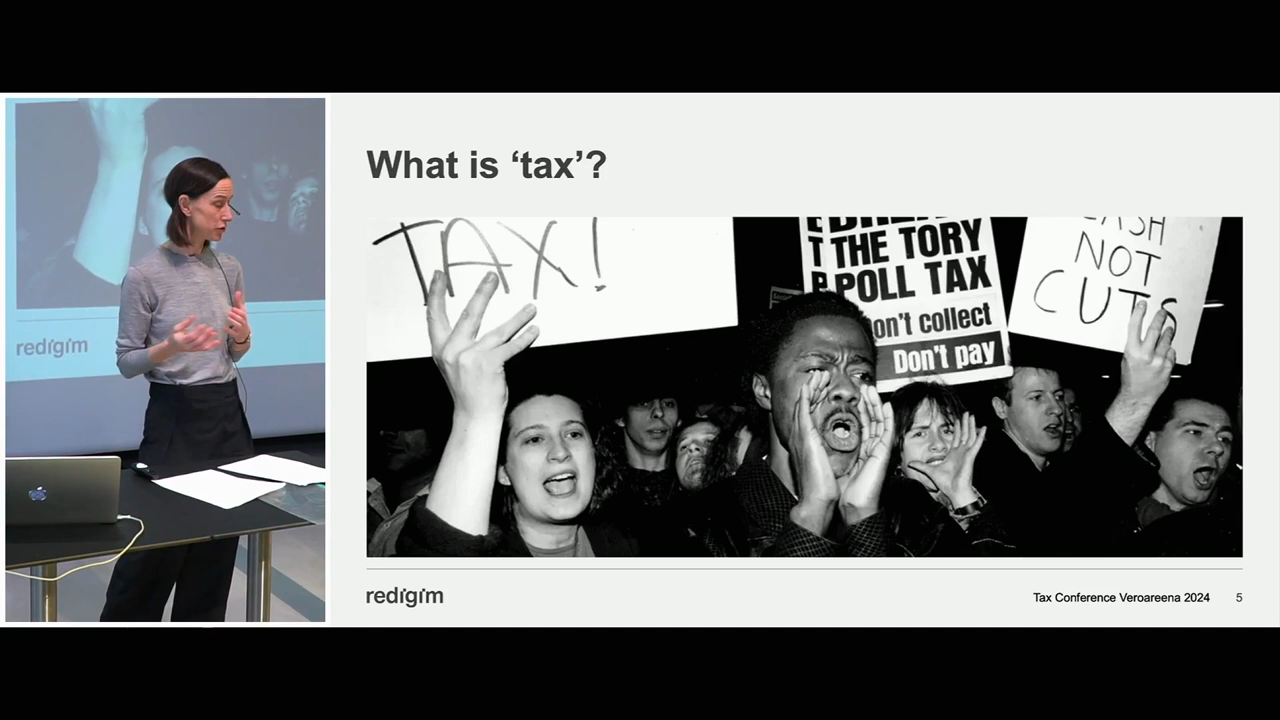 What is ‘tax’?
TAX!
THE TORY
POLL TAX
on't collect
Don't pay
CASH
NOT
CUTS
redigim
redigim
Tax Conference Veroareena 2024 5